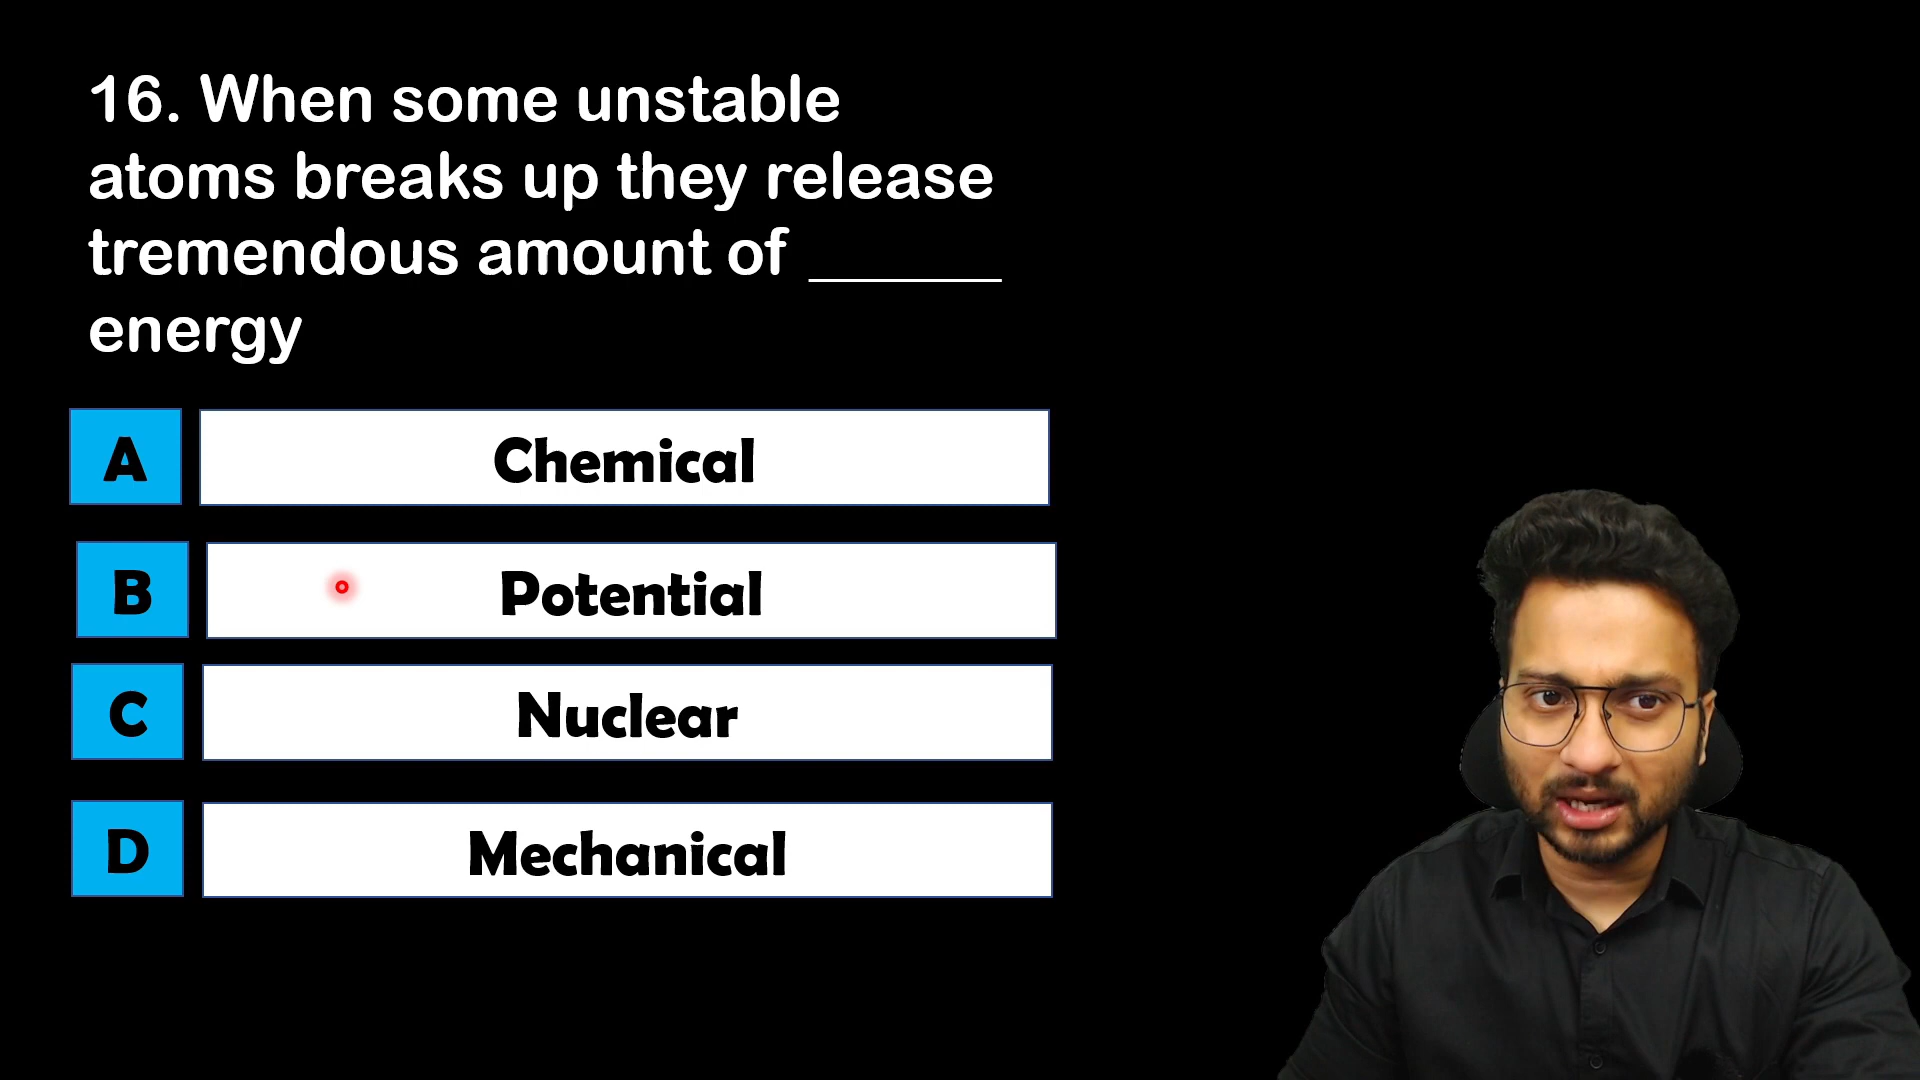 16. When some unstable
atoms breaks up they release
tremendous amount of ______
energy
A Chemical
B Potential
C Nuclear
D Mechanical